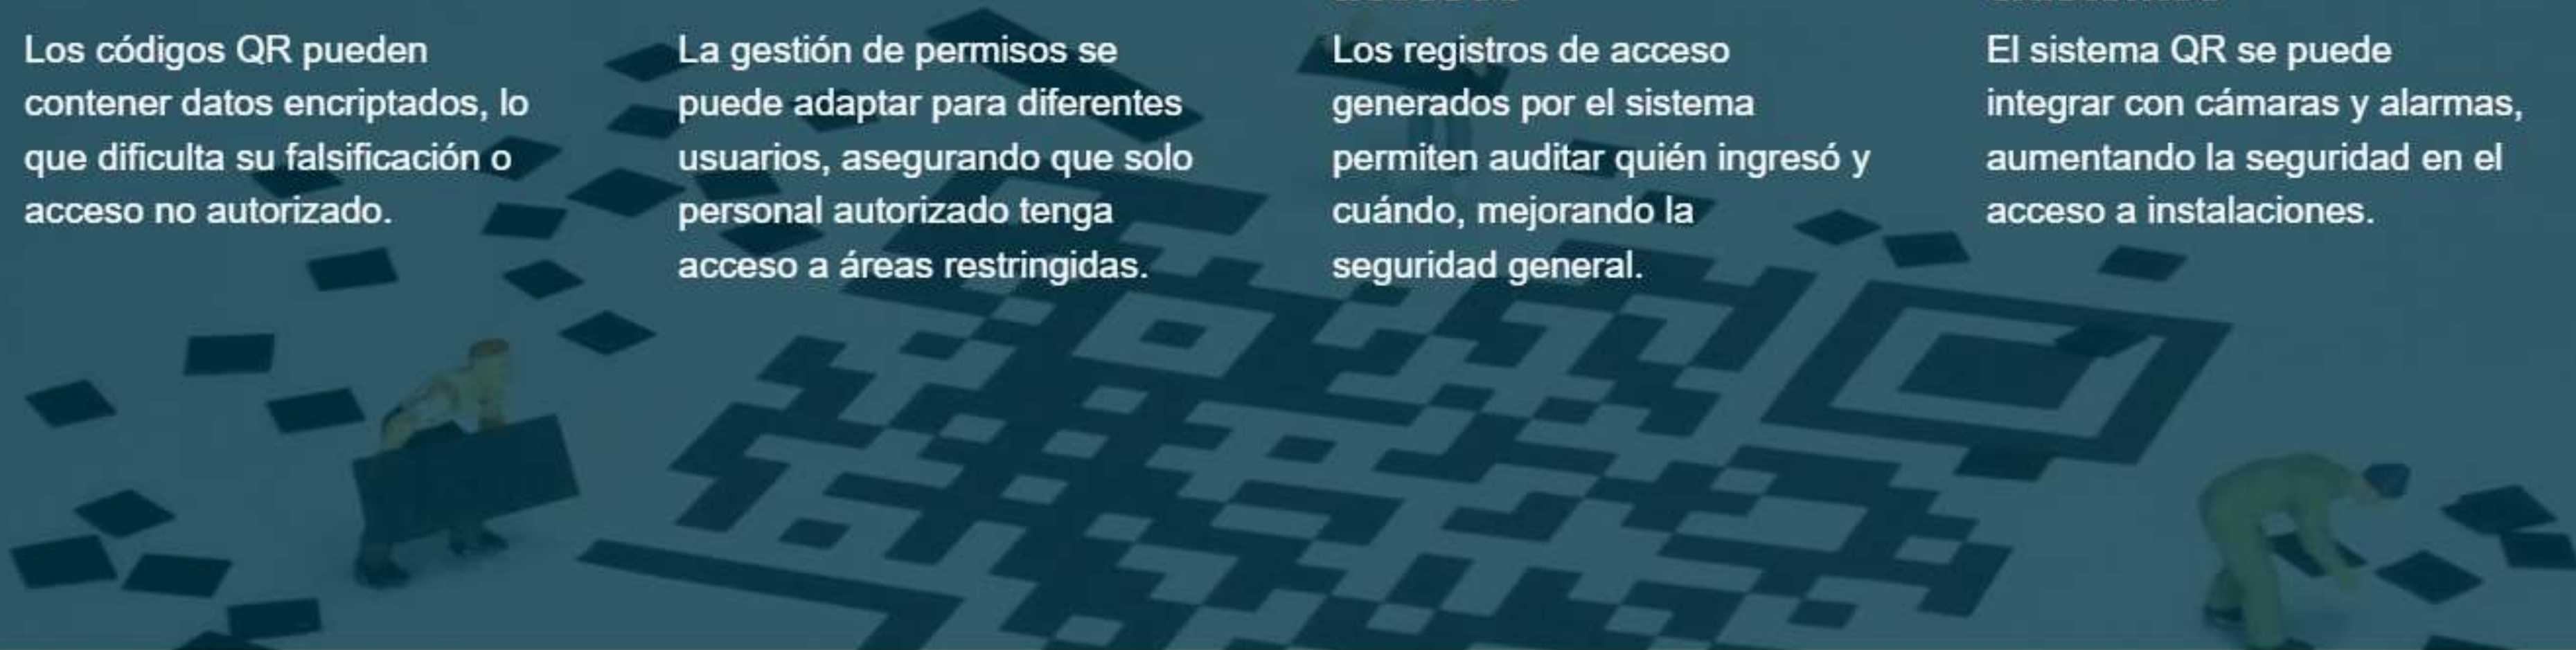 Los códigos QR pueden
contener datos encriptados, lo
que dificulta su falsificación o
acceso no autorizado.
La gestión de permisos se
puede adaptar para diferentes
usuarios, asegurando que solo
personal autorizado tenga
acceso a áreas restringidas.
Los registros de acceso
generados por el sistema
permiten auditar quién ingresó y
cuándo, mejorando la
seguridad general.
El sistema QR se puede
integrar con cámaras y alarmas,
aumentando la seguridad en el
acceso a instalaciones.